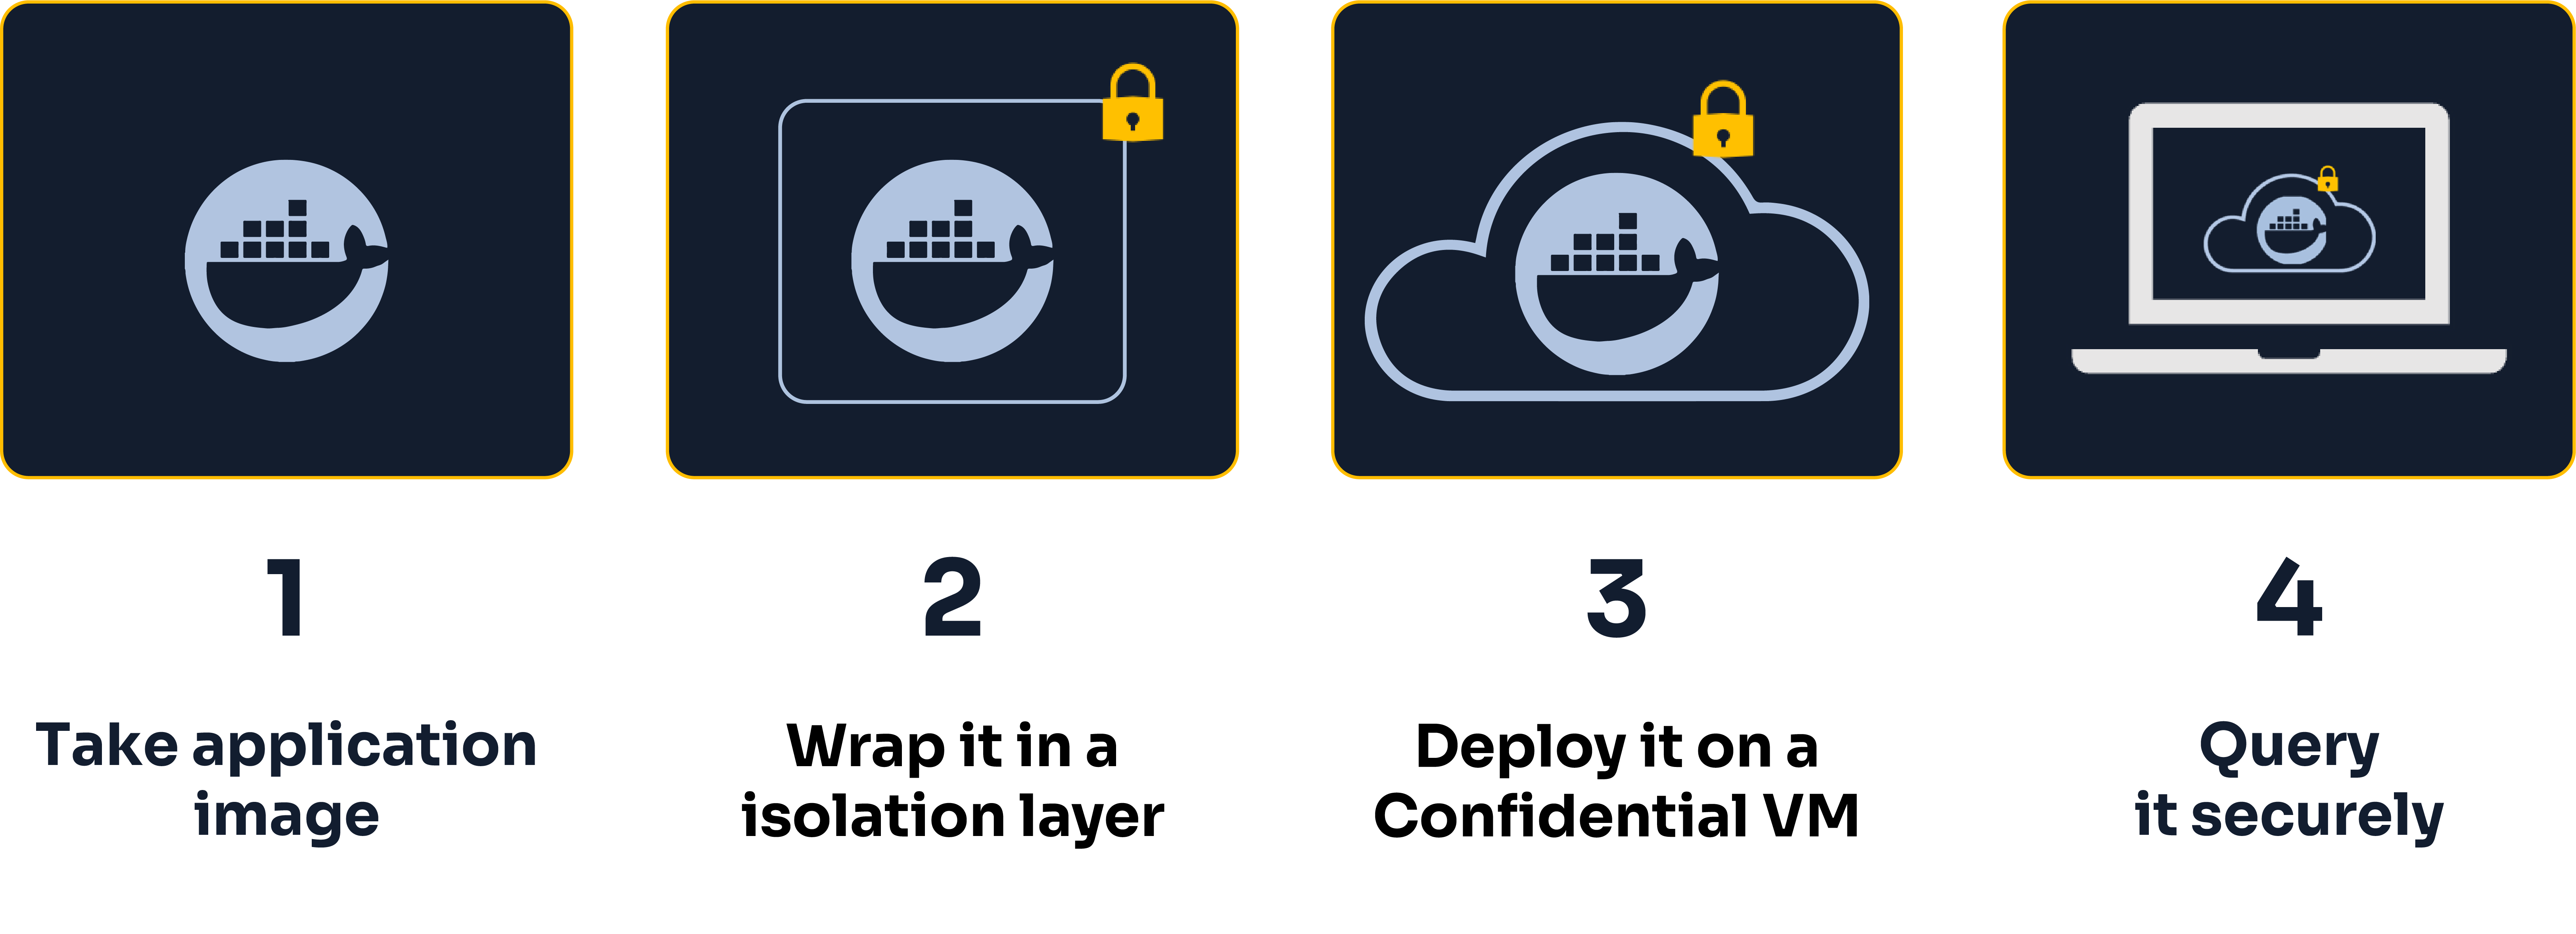 1
Take application
image
2
Wrap it in a
isolation layer
3
Deploy it on a
Confidential VM
4
Query
it securely